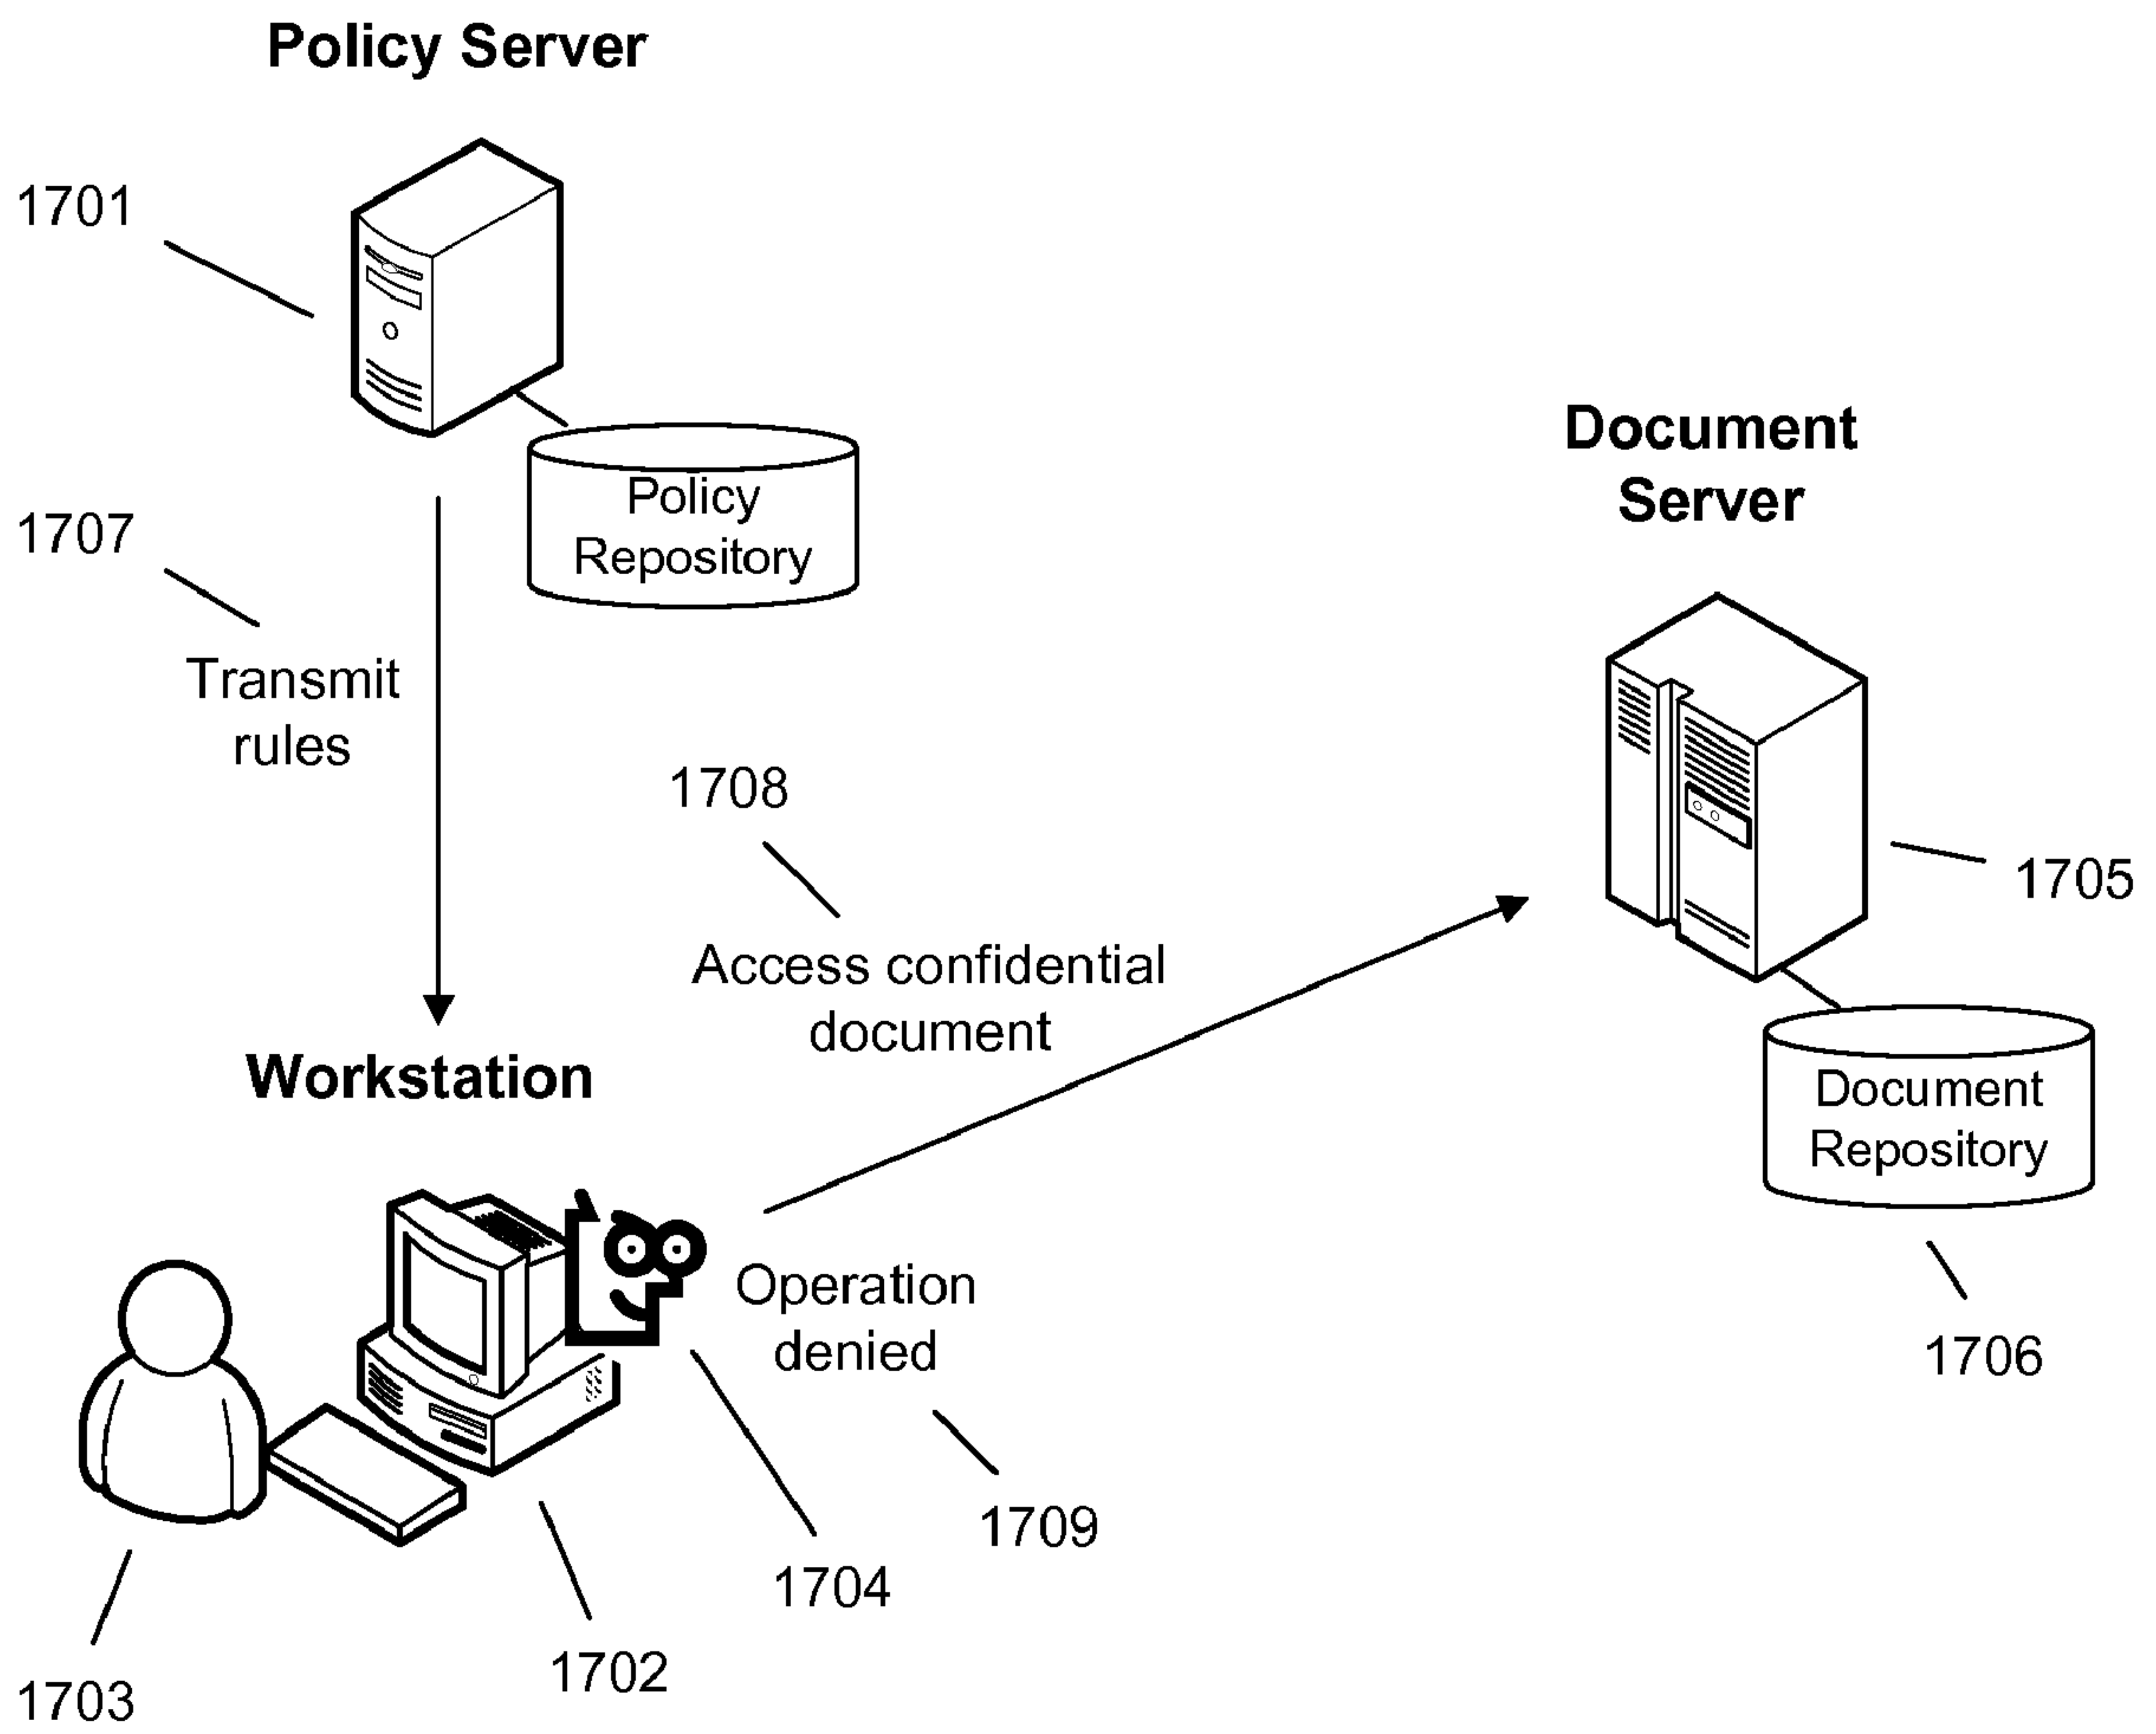 Policy Server
1701
Policy
Repository
1707
Transmit
rules
Document
Server
1708
1705
Access confidential
document
Workstation
Document
Repository
Operation
denied
1706
1709
1704
1702
1703